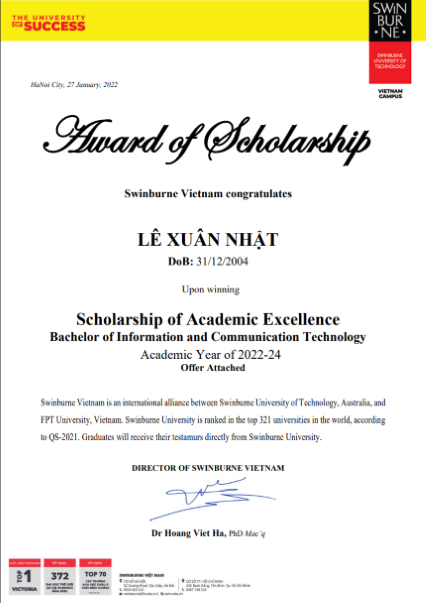 THE UNIVERSITY
OF SUCCESS
SWIN
BUR
• NE •
SWINBURNE
UNIVERSITY OF
TECHNOLOGY
VIETNAM
CAMPUS
HaNoi City, 27 January, 2022
Award of Scholarship
Swinburne Vietnam congratulates
LÊ XUÂN NHẬT
DoB: 31/12/2004
Upon winning
Scholarship of Academic Excellence
Bachelor of Information and Communication Technology
Academic Year of 2022-24
Offer Attached
Swinburne Vietnam is an international alliance between Swinburne University of Technology, Australia, and
FPT University, Vietnam. Swinburne University is ranked in the top 321 universities in the world, according
to QS-2021. Graduates will receive their testamurs directly from Swinburne University.
DIRECTOR OF SWINBURNE VIETNAM
Dr Hoang Viet Ha, PhD Mac'q
TOP 1
VICTORIA
372
TOP 70
SWINBURNE VIỆT NAM